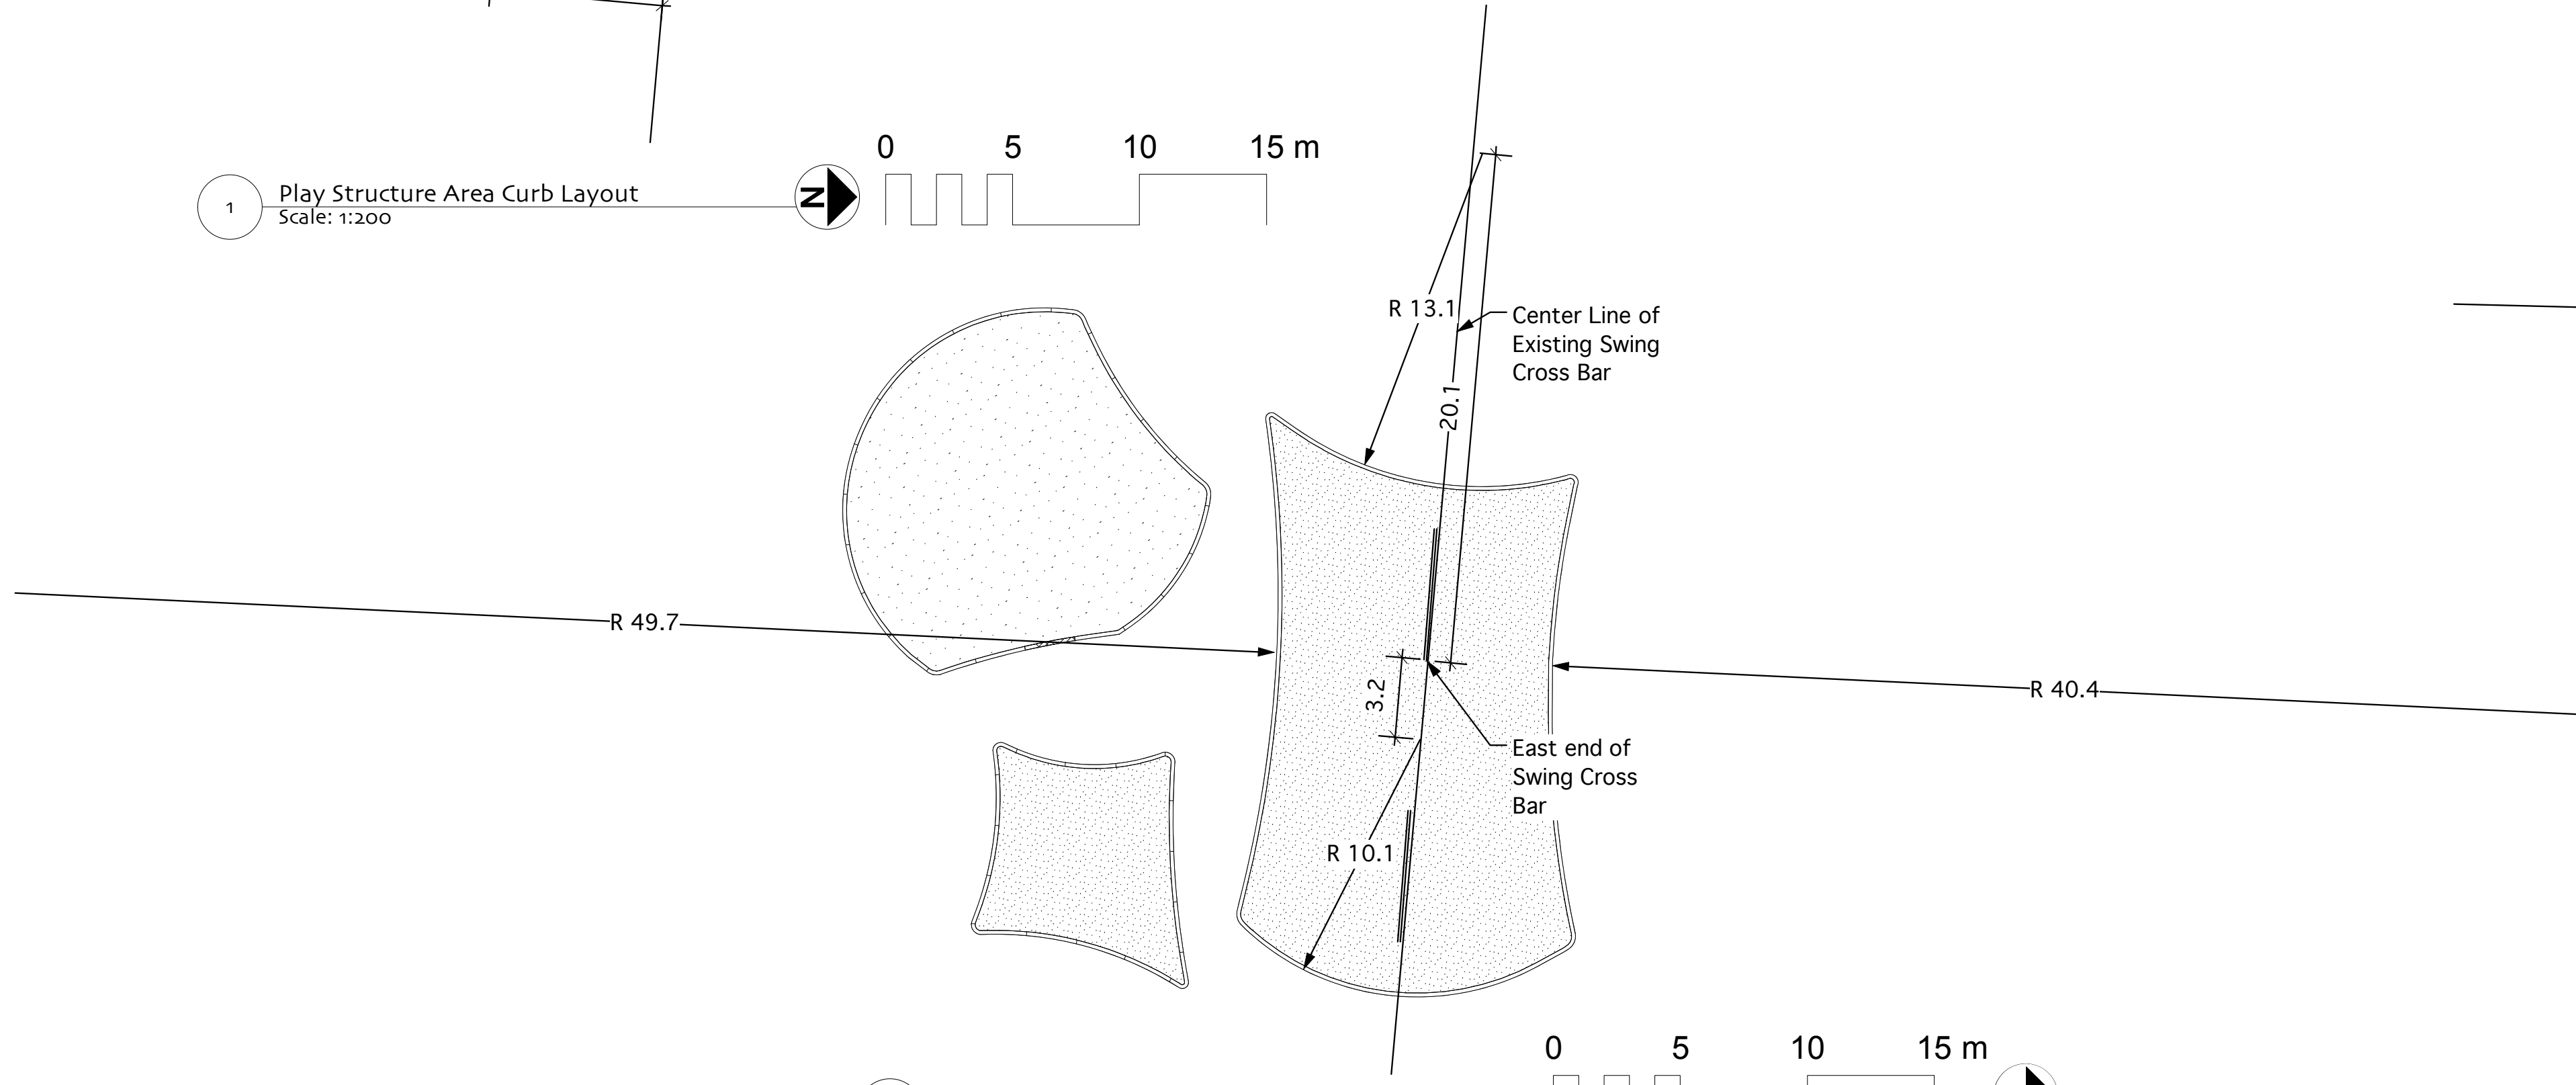 0 5 10 15 m
1
Play Structure Area Curb Layout
Scale: 1:200
N
R 13.1
Center Line of
Existing Swing
Cross Bar
20.1
R 49.7
R 40.4
3.2
East end of
Swing Cross
Bar
R 10.1
0 5 10 15 m